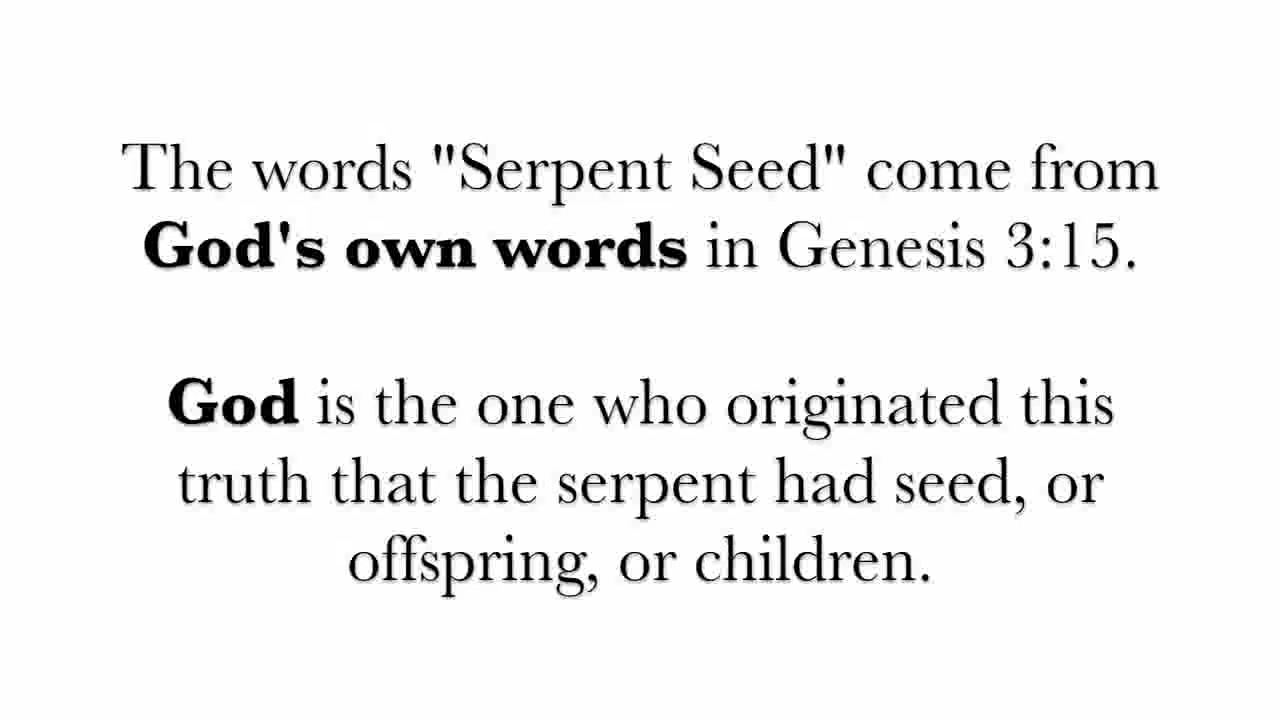 The words "Serpent Seed" come from
God's own words in Genesis 3:15.
God is the one who originated this
truth that the serpent had seed, or
offspring, or children.